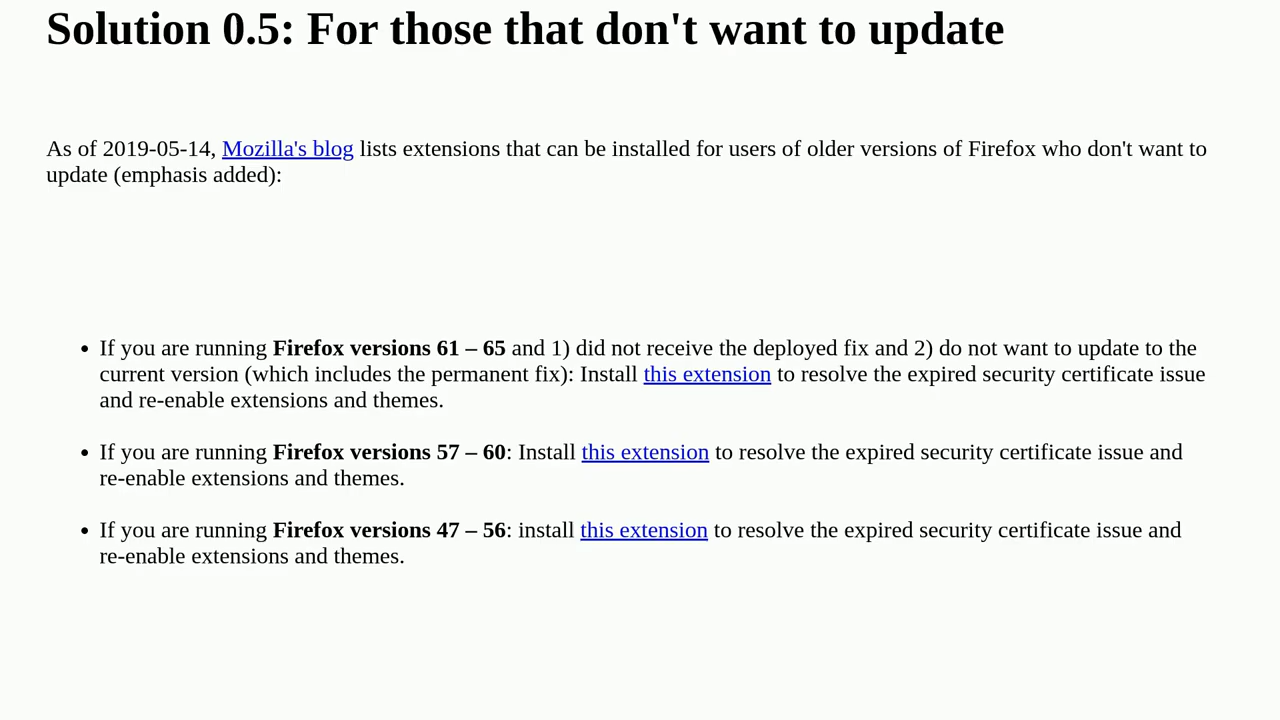 Solution 0.5: For those that don't want to update
As of 2019-05-14, Mozilla's blog lists extensions that can be installed for users of older versions of Firefox who don't want to
update (emphasis added):
• If you are running Firefox versions 61 – 65 and 1) did not receive the deployed fix and 2) do not want to update to the
current version (which includes the permanent fix): Install this extension to resolve the expired security certificate issue
and re-enable extensions and themes.
• If you are running Firefox versions 57 – 60: Install this extension to resolve the expired security certificate issue and
re-enable extensions and themes.
• If you are running Firefox versions 47 – 56: install this extension to resolve the expired security certificate issue and
re-enable extensions and themes.